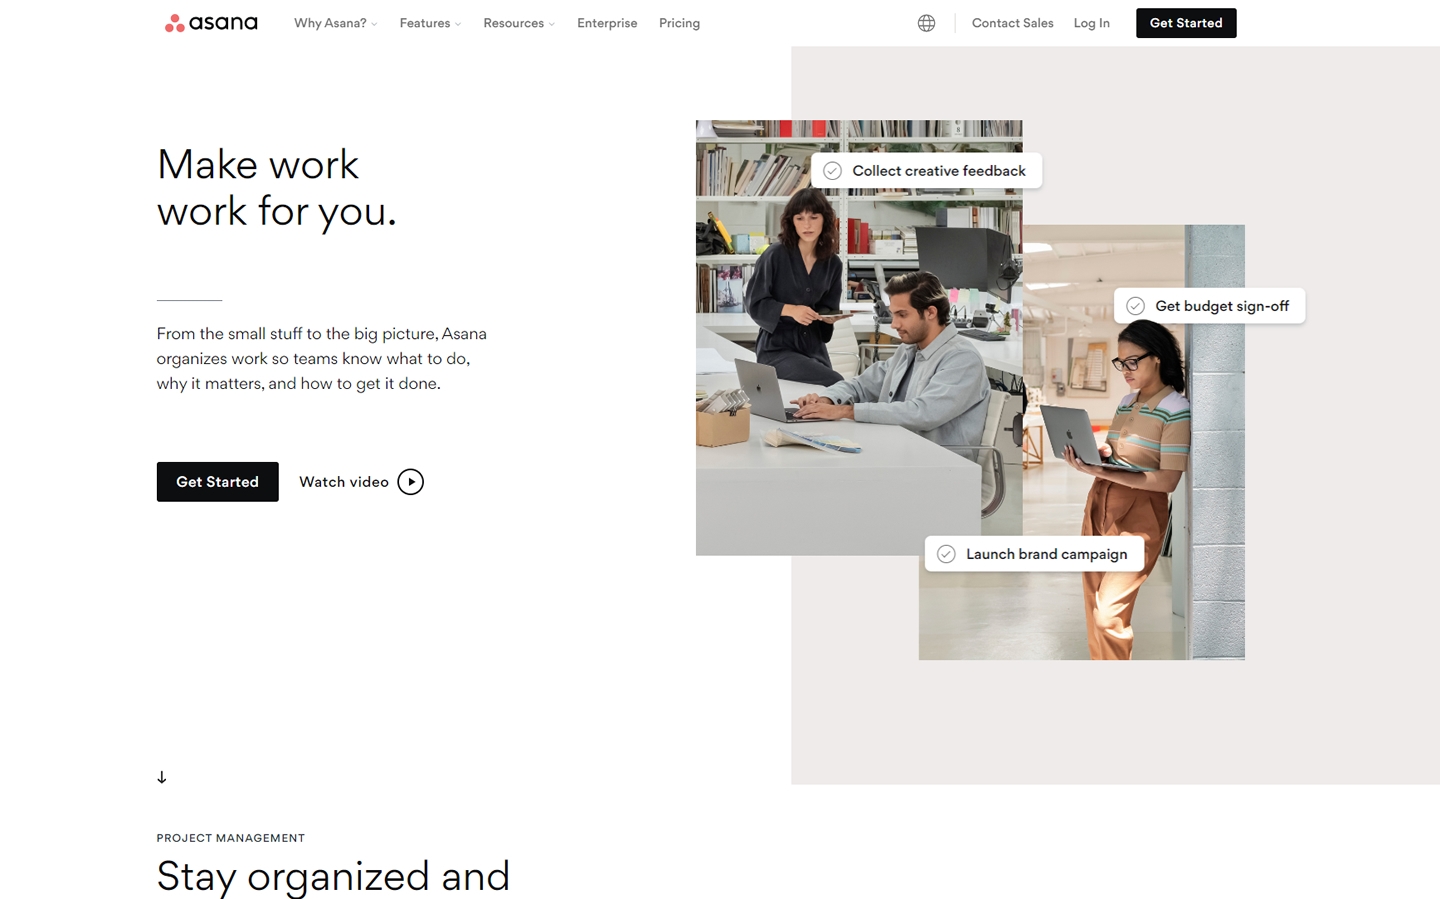 asana
Why Asana?
Features
Resources
Enterprise
Pricing
Contact Sales
Log In
Get Started
Make work
work for you.
From the small stuff to the big picture, Asana
organizes work so teams know what to do,
why it matters, and how to get it done.
Get Started
Watch video
Collect creative feedback
Get budget sign-off
Launch brand campaign
PROJECT MANAGEMENT
Stay organized and